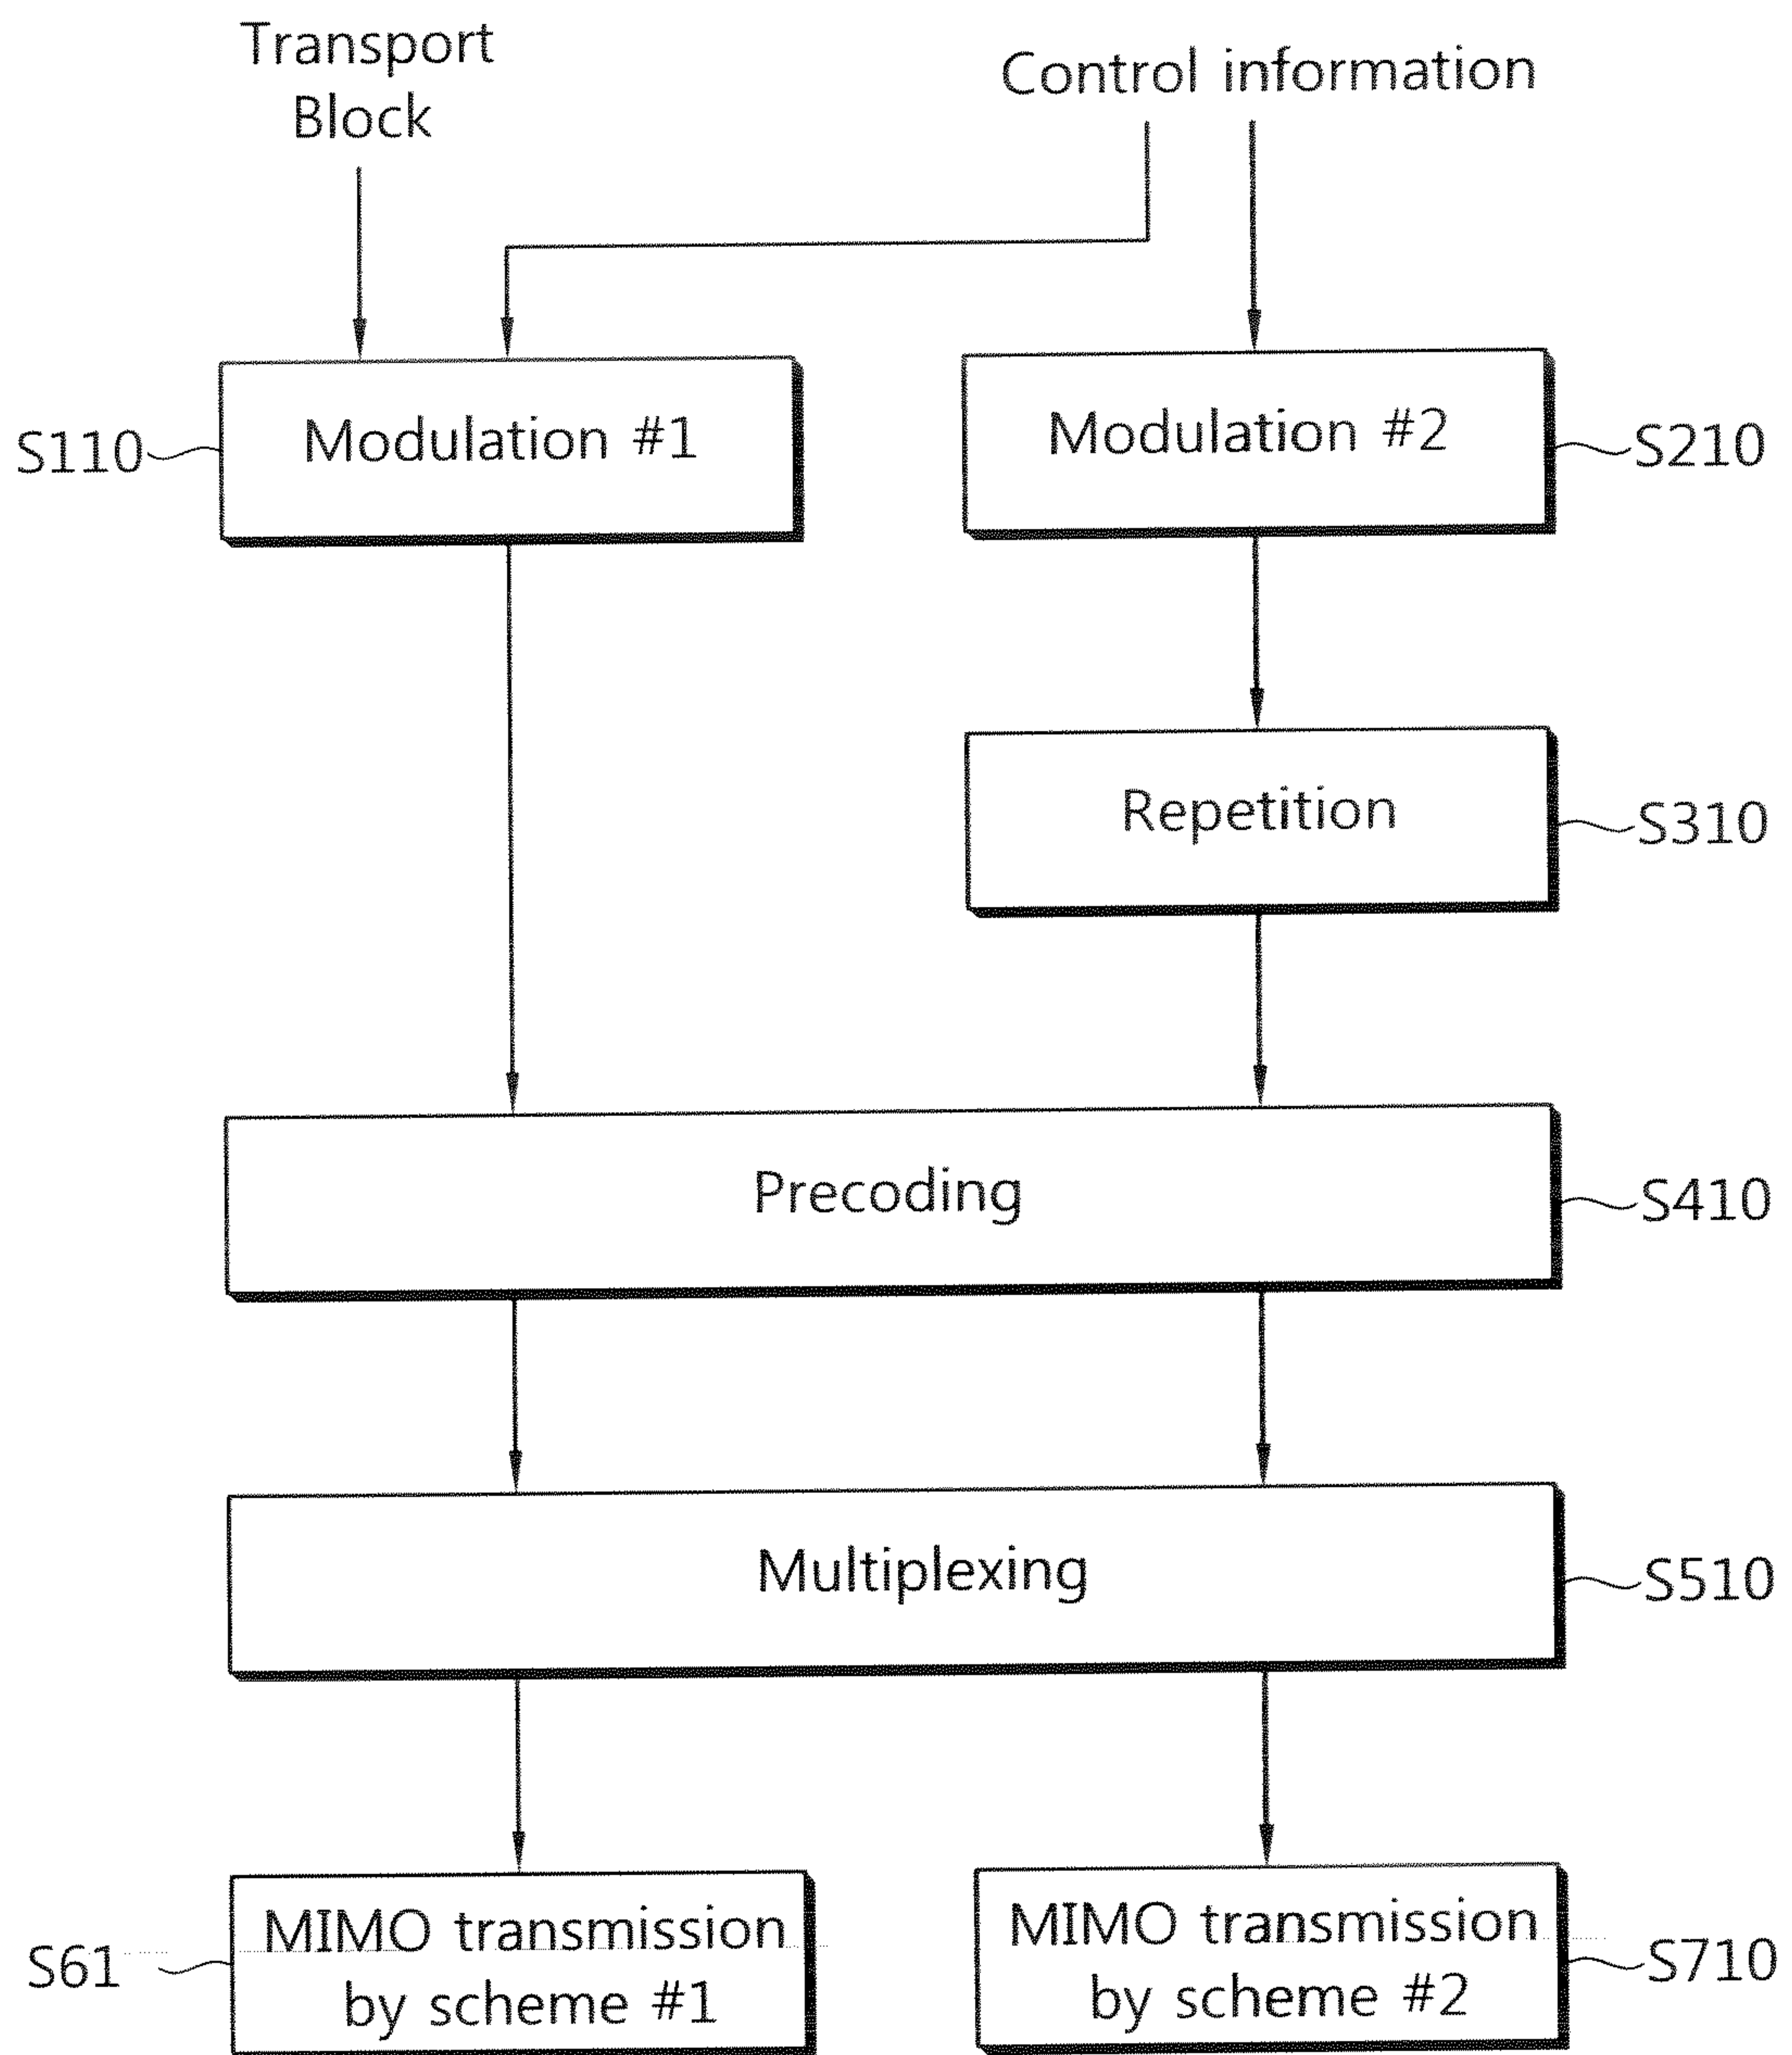 Transport
Block
Control information
Modulation #1
Modulation #2
S110
S210
Repetition
S310
Precoding
S410
Multiplexing
S510
MIMO transmission
by scheme #1
MIMO transmission
by scheme #2
S61
S710